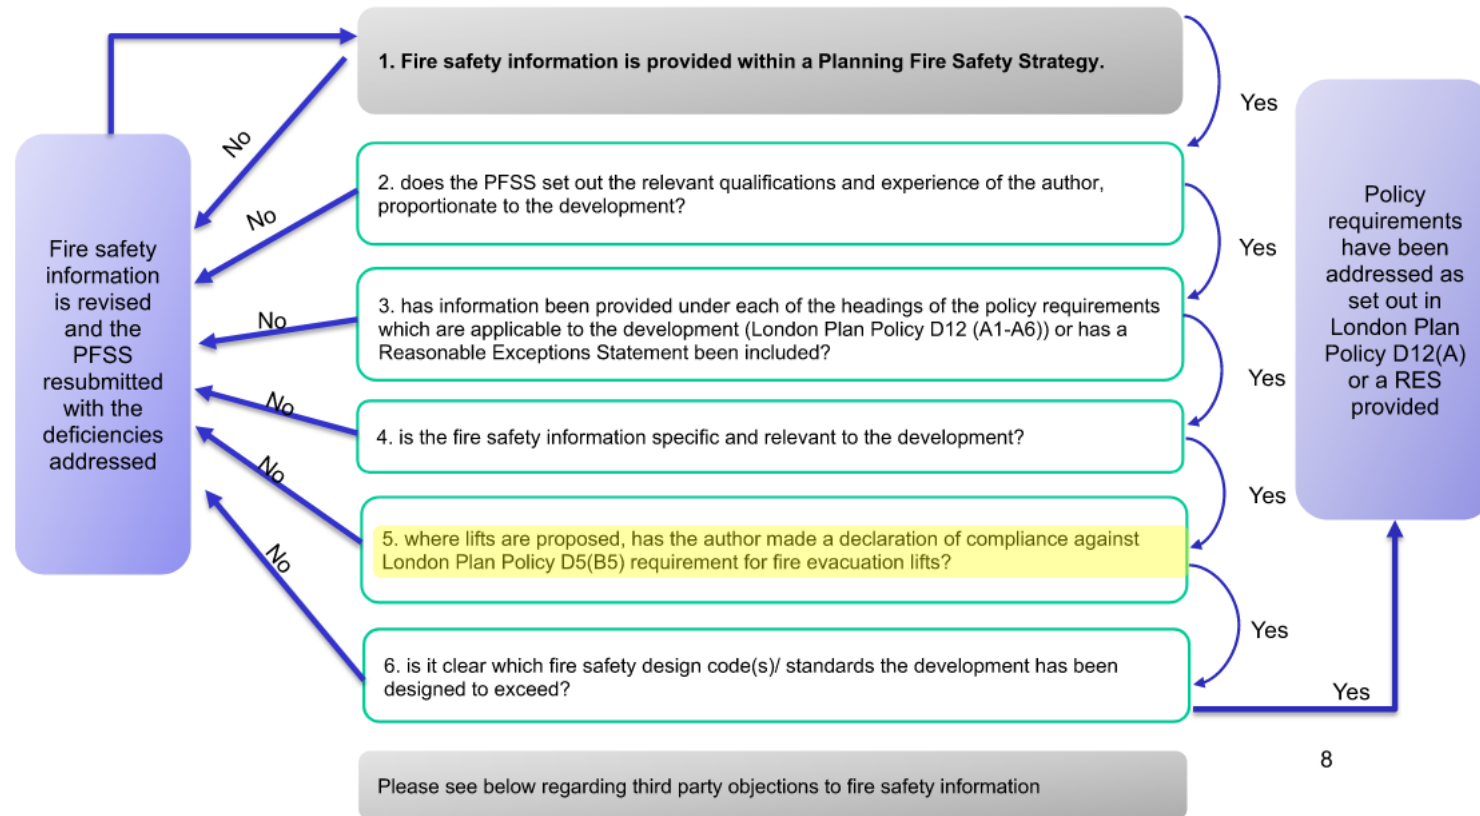 1. Fire safety information is provided within a Planning Fire Safety Strategy.
Yes
No
2. does the PFSS set out the relevant qualifications and experience of the author,
proportionate to the development?
No
Yes
3. has information been provided under each of the headings of the policy requirements
which are applicable to the development (London Plan Policy D12 (A1-A6)) or has a
Reasonable Exceptions Statement been included?
No
Yes
4. is the fire safety information specific and relevant to the development?
No
Yes
5. where lifts are proposed, has the author made a declaration of compliance against
London Plan Policy D5(B5) requirement for fire evacuation lifts?
No
Yes
6. is it clear which fire safety design code(s)/ standards the development has been
designed to exceed?
No
Yes
Fire safety
information
is revised
and the
PFSS
resubmitted
with the
deficiencies
addressed
Policy
requirements
have been
addressed as
set out in
London Plan
Policy D12(A)
or a RES
provided
8
Please see below regarding third party objections to fire safety information